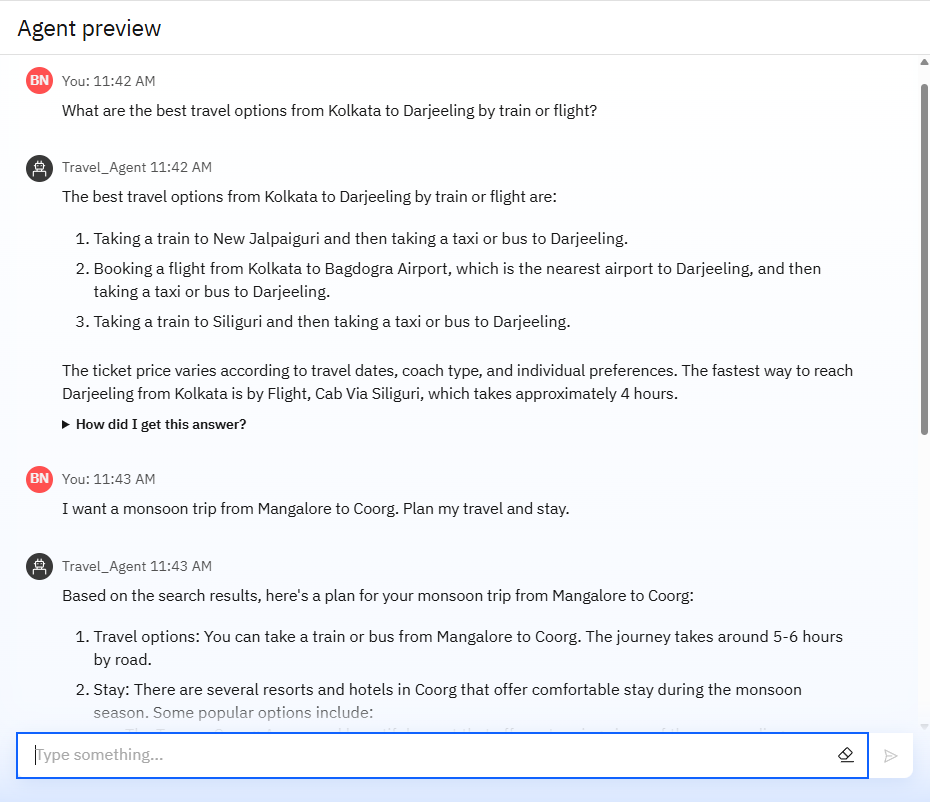 Agent preview
BN
You: 11:42 AM
What are the best travel options from Kolkata to Darjeeling by train or flight?
Travel_Agent 11:42 AM
The best travel options from Kolkata to Darjeeling by train or flight are:
1. Taking a train to New Jalpaiguri and then taking a taxi or bus to Darjeeling.
2. Booking a flight from Kolkata to Bagdogra Airport, which is the nearest airport to Darjeeling, and then
taking a taxi or bus to Darjeeling.
3. Taking a train to Siliguri and then taking a taxi or bus to Darjeeling.
The ticket price varies according to travel dates, coach type, and individual preferences. The fastest way to reach
Darjeeling from Kolkata is by Flight, Cab Via Siliguri, which takes approximately 4 hours.
How did I get this answer?
BN
You: 11:43 AM
I want a monsoon trip from Mangalore to Coorg. Plan my travel and stay.
Travel_Agent 11:43 AM
Based on the search results, here's a plan for your monsoon trip from Mangalore to Coorg:
1. Travel options: You can take a train or bus from Mangalore to Coorg. The journey takes around 5-6 hours
by road.
2. Stay: There are several resorts and hotels in Coorg that offer comfortable stay during the monsoon
season. Some popular options include:
Type something...